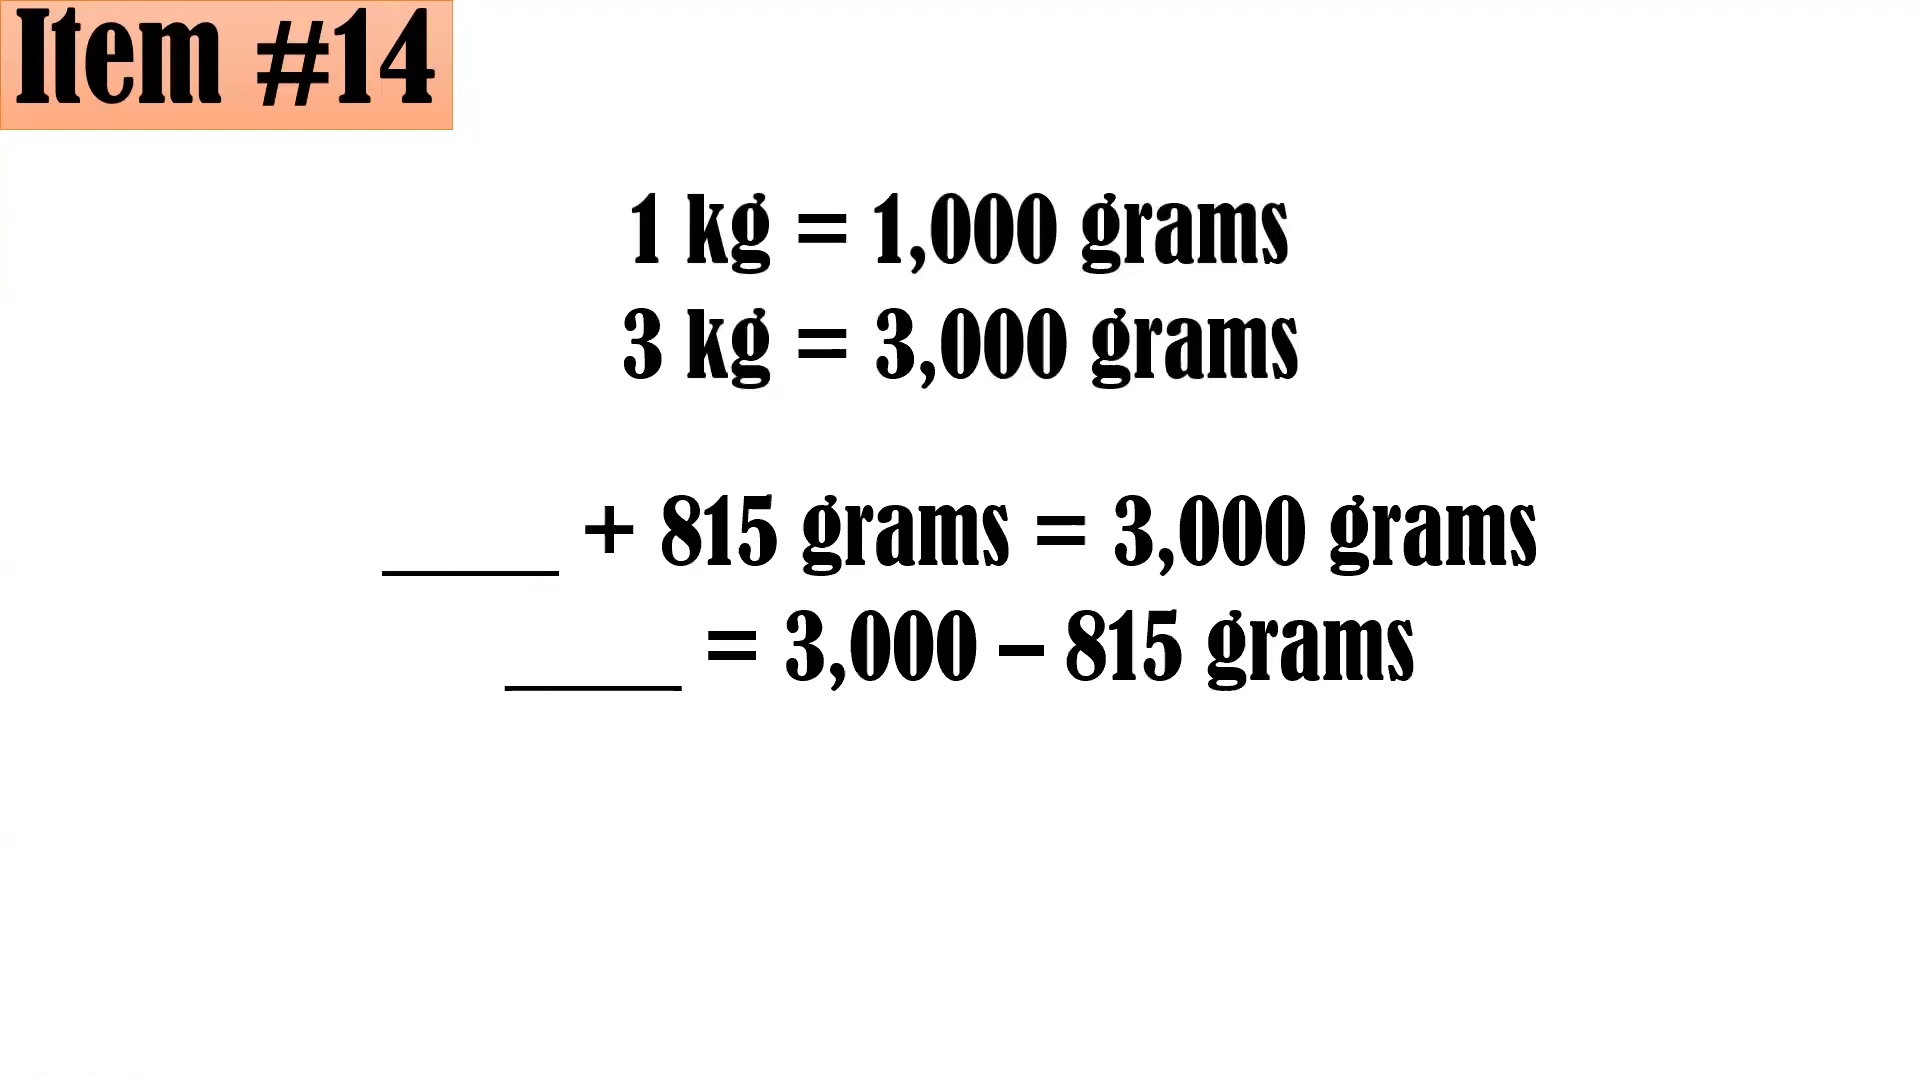 Item #14
1 kg = 1,000 grams
3 kg = 3,000 grams
____ + 815 grams = 3,000 grams
____ = 3,000 – 815 grams